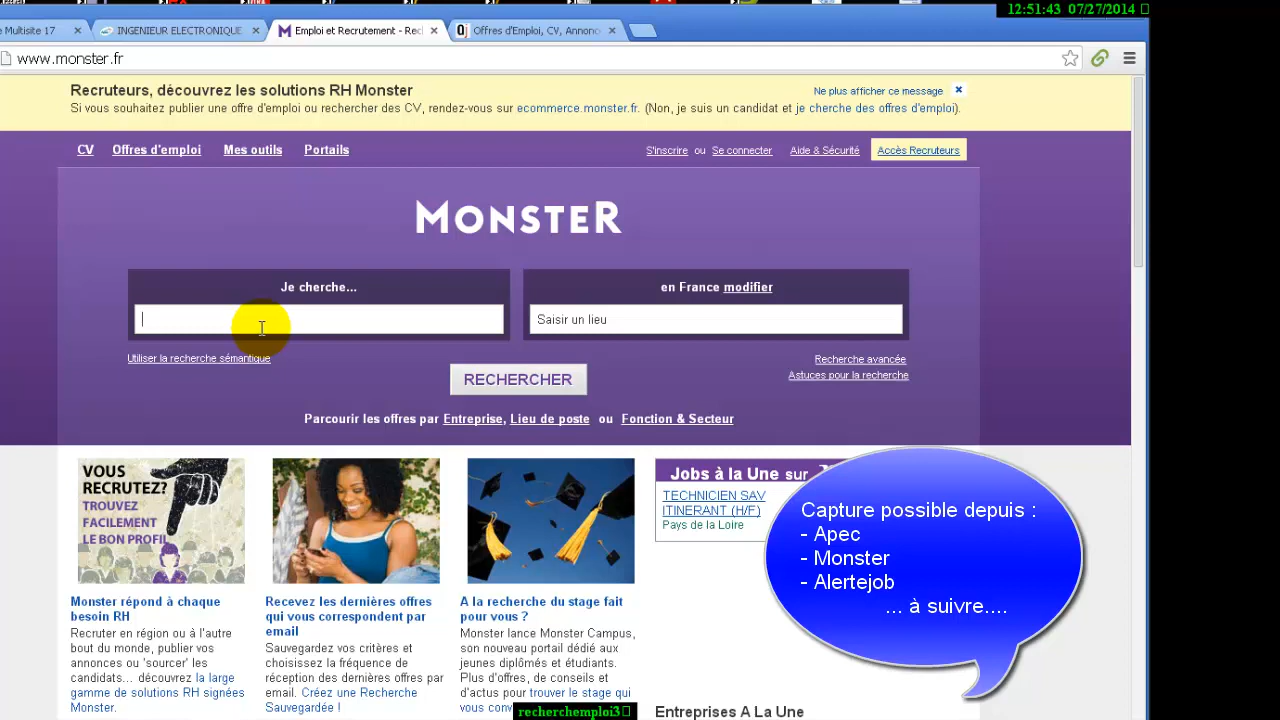 12:51:43 07/27/2014
Multisite 17
INGENIEUR ELECTRONIQUE
Emploi et Recrutement - Rec
Offres d'Emploi, CV, Annonc
www.monster.fr
Recruteurs, découvrez les solutions RH Monster
Ne plus afficher ce message
Si vous souhaitez publier une offre d'emploi ou rechercher des CV, rendez-vous sur ecommerce.monster.fr. (Non, je suis un candidat et je cherche des offres d'emploi).
CV Offres d'emploi Mes outils Portails
S'inscrire ou Se connecter Aide & Sécurité Accès Recruteurs
MONSTER
Je cherche...
en France modifier
Saisir un lieu
Utiliser la recherche sémantique
Recherche avancée
Astuces pour la recherche
RECHERCHER
Parcourir les offres par Entreprise, Lieu de poste ou Fonction & Secteur
VOUS
RECRUTEZ?
TROUVEZ
FACILEMENT
LE BON PROFIL
Monster répond à chaque
besoin RH
Recruter en région ou à l'autre
bout du monde, publier vos
annonces ou 'sourcer' les
candidats... découvrez la large
gamme de solutions RH signées
Monster.
Recevez les dernières offres
qui vous correspondent par
email
Sauvegardez vos critères et
choisissez la fréquence de
réception des dernières offres
par email. Créez une Recherche
Sauvegardée !
A la recherche du stage fait
pour vous ?
Monster lance Monster Campus,
son nouveau portail dédié aux
jeunes diplômés et étudiants.
Plus d'offres, de conseils et
d'actus pour trouver le stage qui
vous
Jobs à la Une sur
TECHNICIEN SAV
ITINERANT (H/F)
Pays de la Loire
Capture possible depuis :
- Apec
- Monster
- Alertejob
... à suivre....
Entreprises A La Une
recherchemploi3